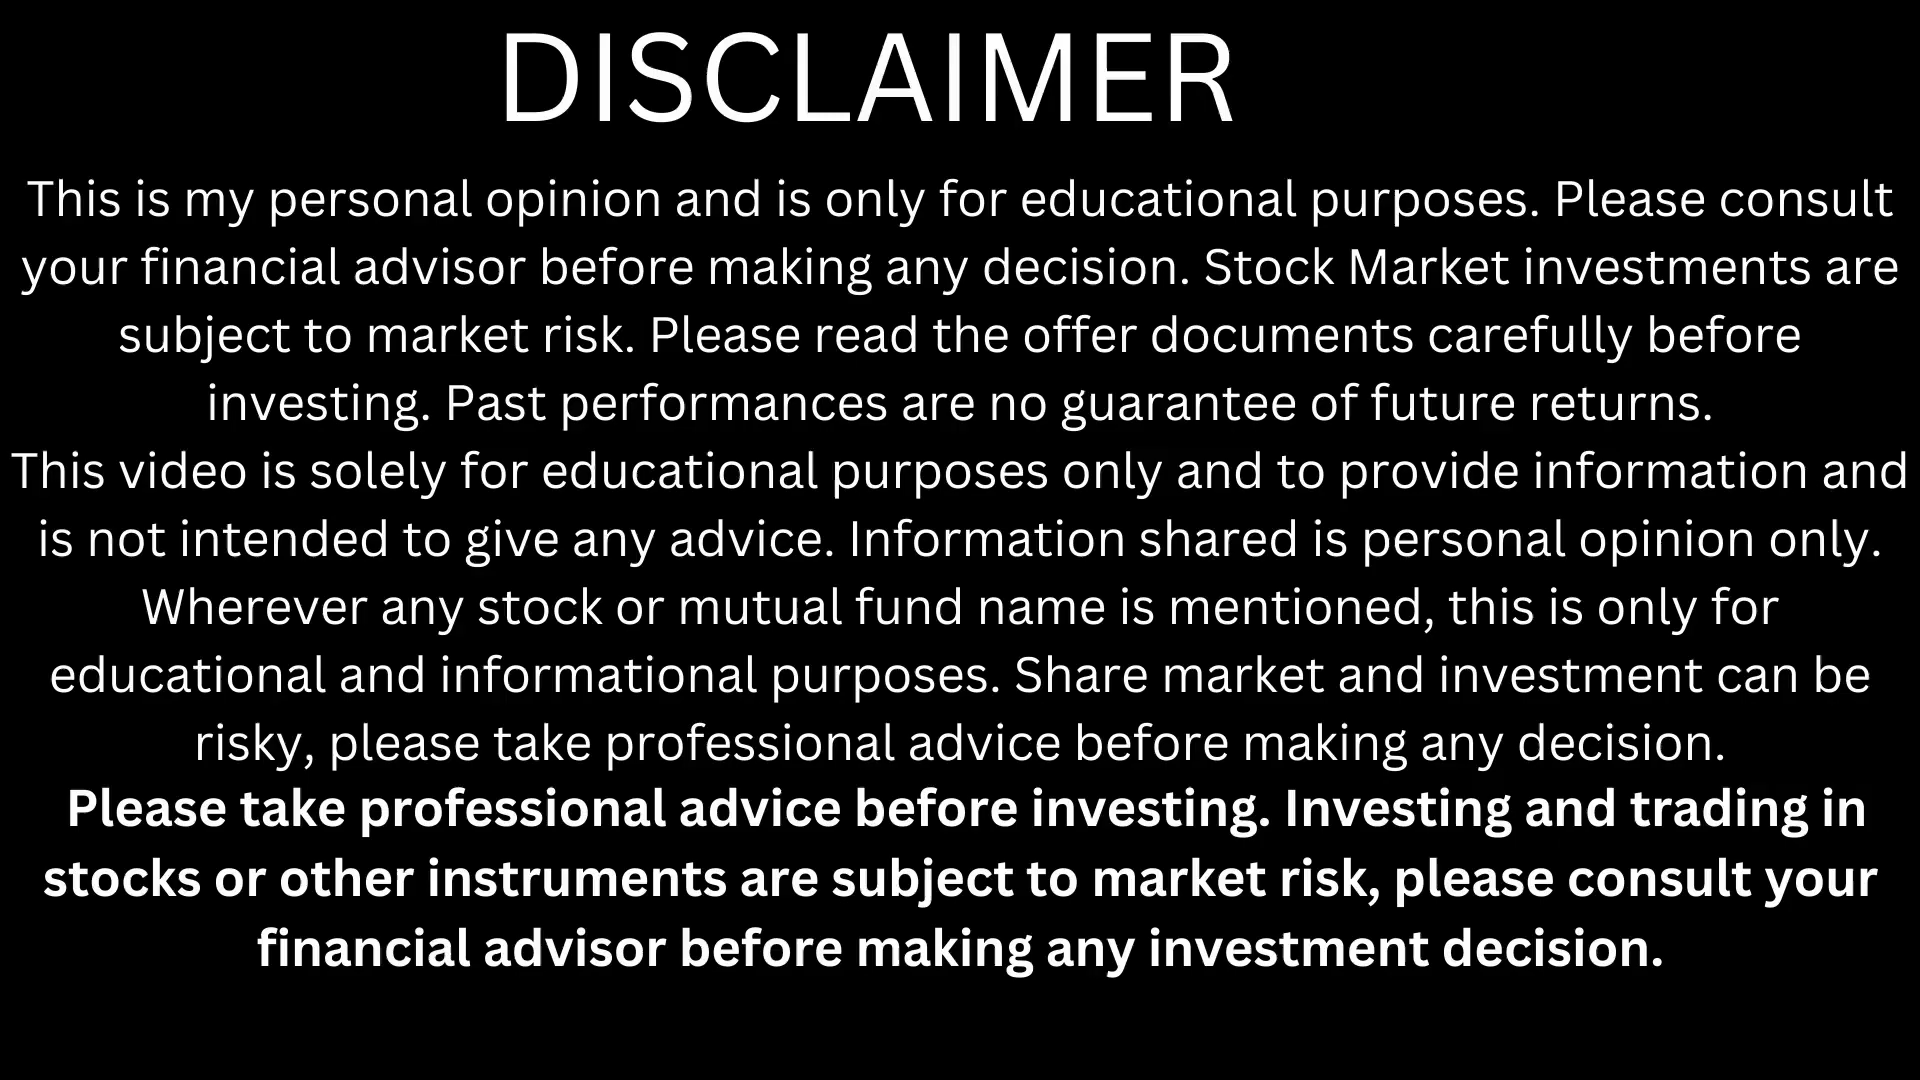 DISCLAIMER
This is my personal opinion and is only for educational purposes. Please consult
your financial advisor before making any decision. Stock Market investments are
subject to market risk. Please read the offer documents carefully before
investing. Past performances are no guarantee of future returns.
This video is solely for educational purposes only and to provide information and
is not intended to give any advice. Information shared is personal opinion only.
Wherever any stock or mutual fund name is mentioned, this is only for
educational and informational purposes. Share market and investment can be
risky, please take professional advice before making any decision.
Please take professional advice before investing. Investing and trading in
stocks or other instruments are subject to market risk, please consult your
financial advisor before making any investment decision.